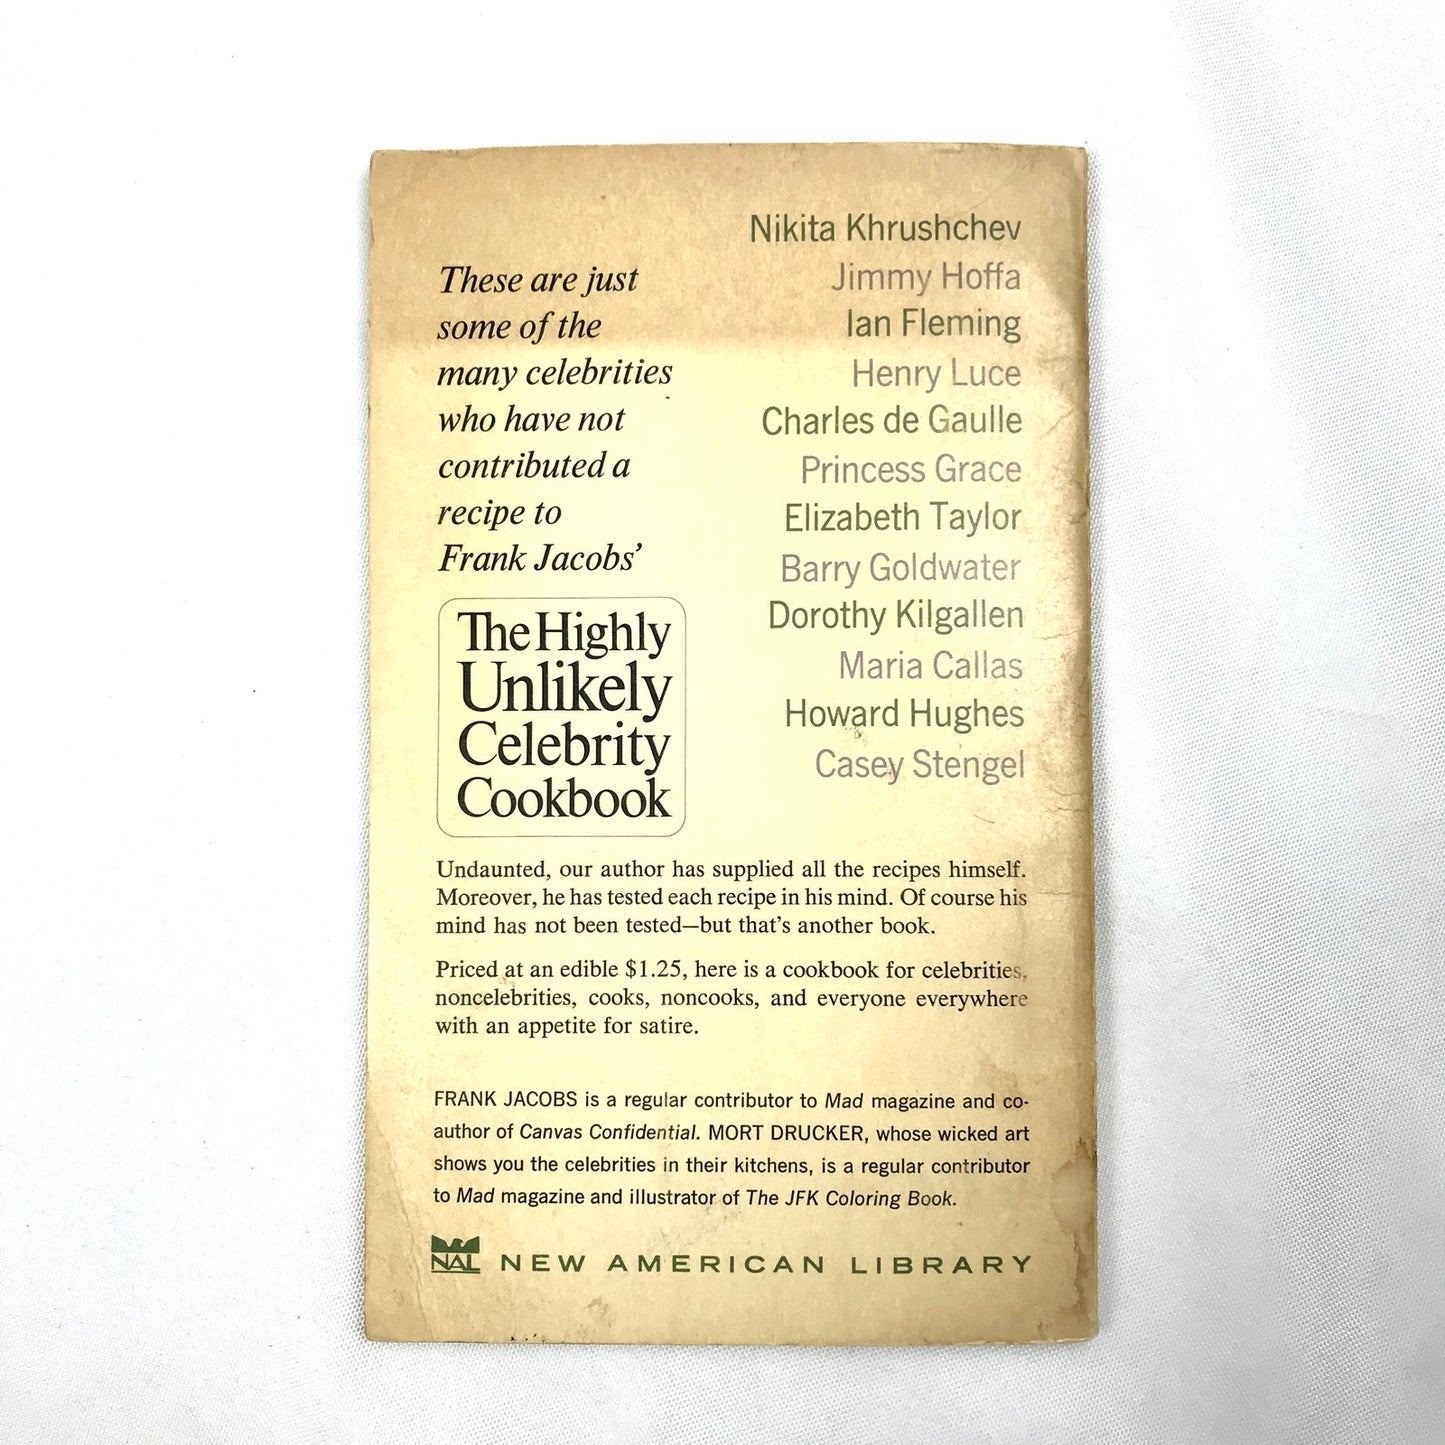 These are just
some of the
many celebrities
who have not
contributed a
recipe to
Frank Jacobs'
The Highly
Unlikely
Celebrity
Cookbook
Nikita Khrushchev
Jimmy Hoffa
Ian Fleming
Henry Luce
Charles de Gaulle
Princess Grace
Elizabeth Taylor
Barry Goldwater
Dorothy Kilgallen
Maria Callas
Howard Hughes
Casey Stengel
Undaunted, our author has supplied all the recipes himself.
Moreover, he has tested each recipe in his mind. Of course his
mind has not been tested—but that's another book.
Priced at an edible $1.25, here is a cookbook for celebrities,
noncelebrities, cooks, noncooks, and everyone everywhere
with an appetite for satire.
FRANK JACOBS is a regular contributor to Mad magazine and co-
author of Canvas Confidential. MORT DRUCKER, whose wicked art
shows you the celebrities in their kitchens, is a regular contributor
to Mad magazine and illustrator of The JFK Coloring Book.
NAL NEW AMERICAN LIBRARY